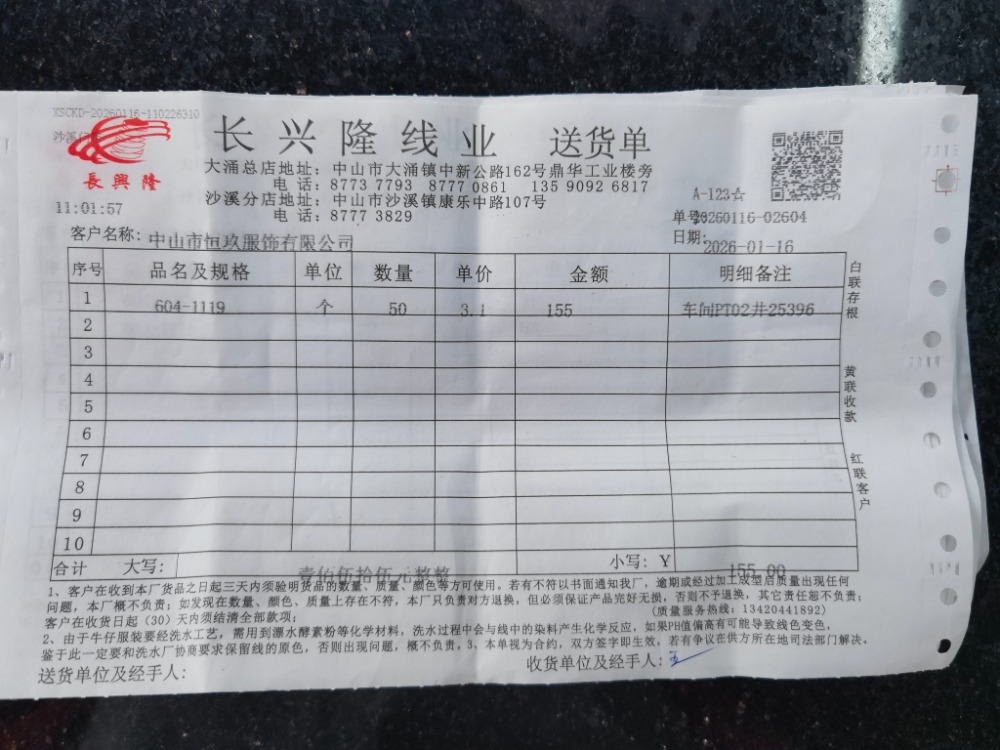 XSCKD-20260116-110226310
沙溪
長興隆
11:01:57
长兴隆线业 送货单
大涌总店地址：中山市大涌镇中新公路162号鼎华工业楼旁
电话：8773 7793 8777 0861 135 9092 6817
沙溪分店地址：中山市沙溪镇康乐中路107号
电话：8777 3829
A-123☆
单号:20260116-02604
日期:2026-01-16
客户名称: 中山市恒玖服饰有限公司
序号 品名及规格 单位 数量 单价 金额 明细备注
1 604-1119 个 50 3.1 155 车间PT02井25396
2
3
4
5
6
7
8
9
10
合计 大写: 元整 小写: Y 155.00
白联存根
黄联收款
红联客户
1、客户在收到本厂货品之日起三天内须验明货品的数量、质量、颜色等方可使用，若有不符以书面通知我厂，逾期或经过加工成型后质量出现任何
问题，本厂概不负责；如发现在数量、颜色、质量上存在不符，本厂只负责对方退换，但必须保证产品完好无损，否则不予退换，其它责任恕不负责；
客户在收货日起（30）天内须结清全部款项； （质量服务热线：13420441892）
2、由于牛仔服装要经洗水工艺，需用到漂水酵素粉等化学材料，洗水过程中会与线中的染料产生化学反应，如果PH值偏高有可能导致线色变色，
鉴于此一定要和洗水厂协商要求保留线的原色，否则出现问题，概不负责。3、本单视为合约，双方签字即生效，若有争议在供方所在地司法部门解决。
送货单位及经手人： 收货单位及经手人：